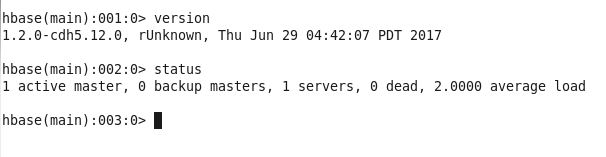 hbase(main):001:0> version
1.2.0-cdh5.12.0, rUnknown, Thu Jun 29 04:42:07 PDT 2017
hbase(main):002:0> status
1 active master, 0 backup masters, 1 servers, 0 dead, 2.0000 average load
hbase(main):003:0>